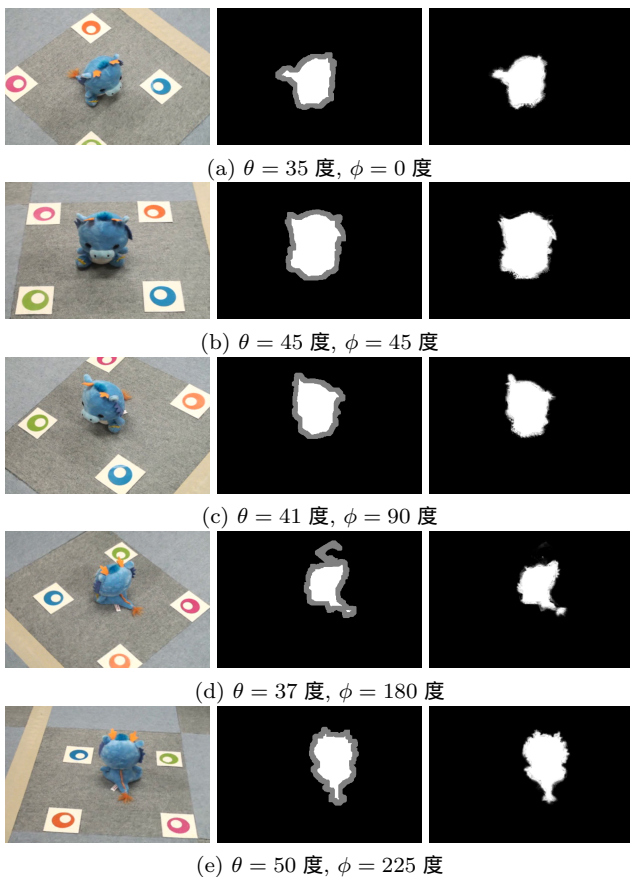 (a) θ = 35 度, φ = 0 度
(b) θ = 45 度, φ = 45 度
(c) θ = 41 度, φ = 90 度
(d) θ = 37 度, φ = 180 度
(e) θ = 50 度, φ = 225 度